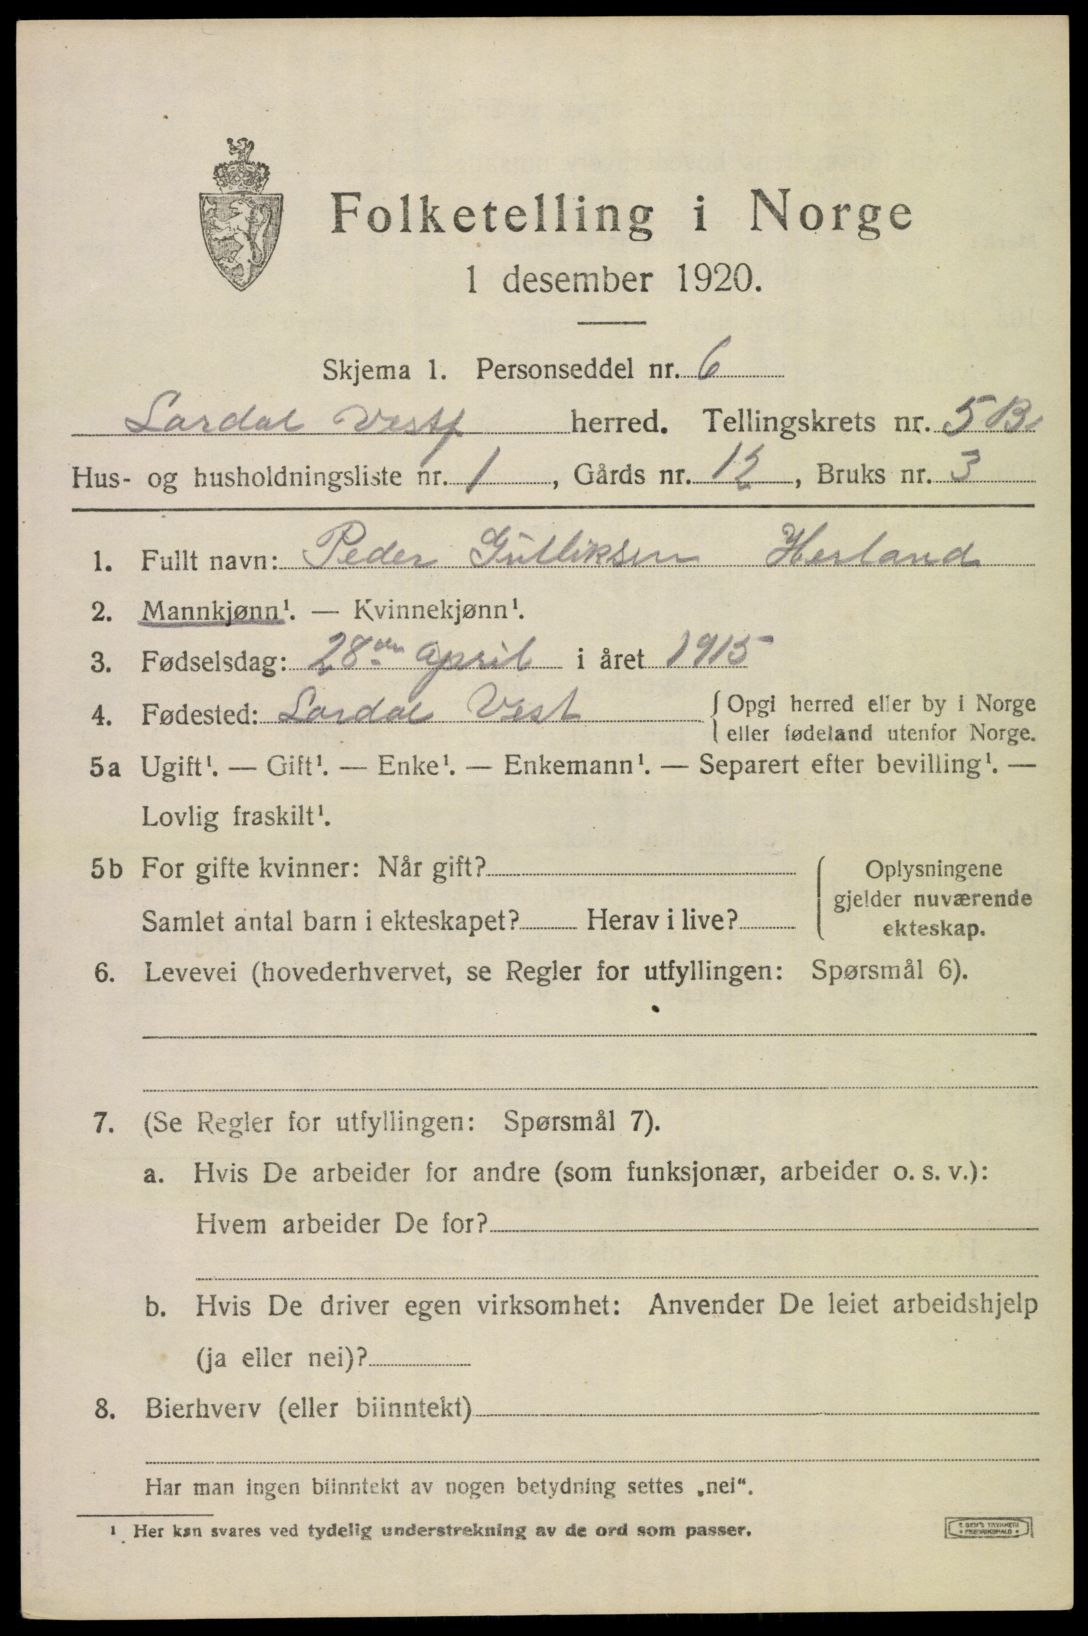 Folketelling i Norge
1 desember 1920.
Skjema 1. Personseddel nr. 6
Lardal Vestf herred. Tellingskrets nr. 5B
Hus- og husholdningsliste nr. 1, Gårds nr. 12, Bruks nr. 3
1. Fullt navn: Peder Gulliksen Herland
2. Mannkjønn¹. — Kvinnekjønn¹.
3. Fødselsdag: 28de april i året 1915
4. Fødested: Lardal Vest { Opgi herred eller by i Norge
eller fødeland utenfor Norge.
5a Ugift¹. — Gift¹. — Enke¹. — Enkemann¹. — Separert efter bevilling¹. —
Lovlig fraskilt¹.
5b For gifte kvinner: Når gift? { Oplysningene
gjelder nuværende
Samlet antal barn i ekteskapet? Herav i live? ekteskap.
6. Levevei (hovederhvervet, se Regler for utfyllingen: Spørsmål 6).
7. (Se Regler for utfyllingen: Spørsmål 7).
a. Hvis De arbeider for andre (som funksjonær, arbeider o. s. v.):
Hvem arbeider De for?
b. Hvis De driver egen virksomhet: Anvender De leiet arbeidshjelp
(ja eller nei)?
8. Bierhverv (eller biinntekt)
Har man ingen biinntekt av nogen betydning settes „nei".
¹ Her kan svares ved tydelig understrekning av de ord som passer.